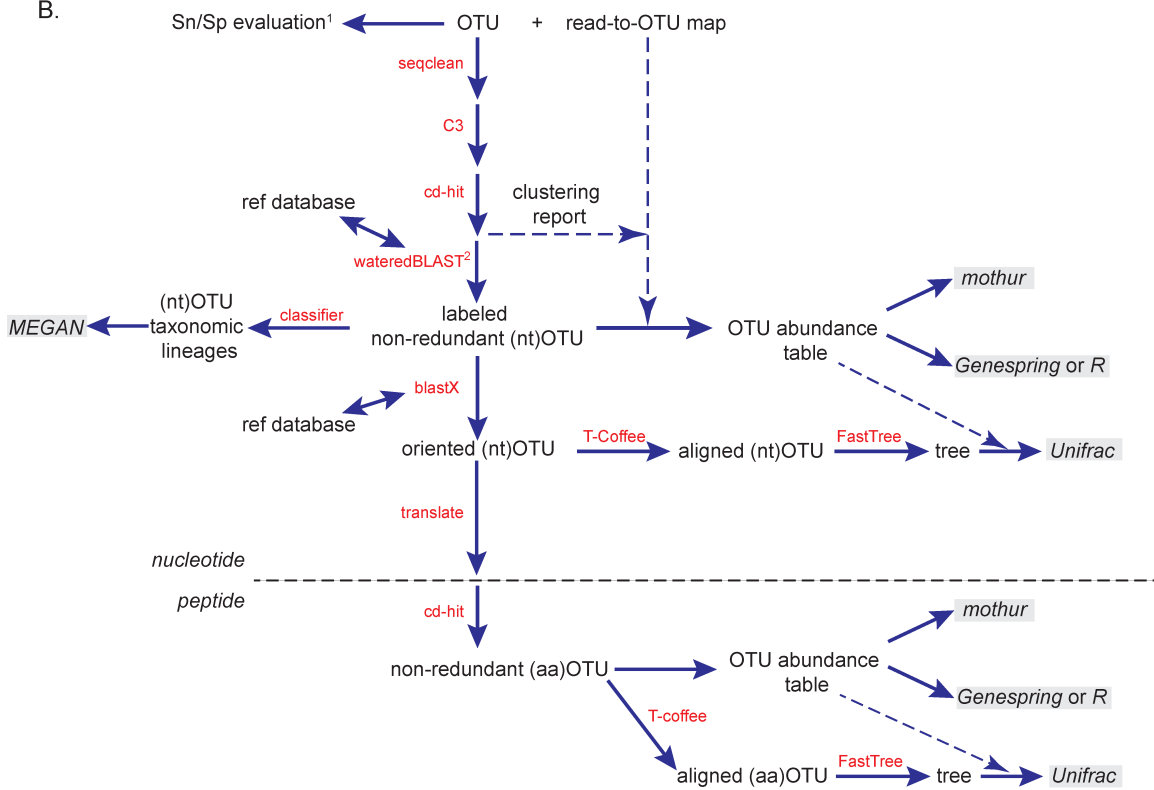 B.
Sn/Sp evaluation1
OTU + read-to-OTU map
seqclean
C3
cd-hit
clustering
report
ref database
wateredBLAST2
labeled
non-redundant (nt)OTU
classifier
(nt)OTU
taxonomic
lineages
MEGAN
OTU abundance
table
mothur
Genespring or R
blastX
ref database
oriented (nt)OTU
T-Coffee
aligned (nt)OTU
FastTree
tree
Unifrac
translate
nucleotide
peptide
cd-hit
non-redundant (aa)OTU
OTU abundance
table
mothur
Genespring or R
T-coffee
aligned (aa)OTU
FastTree
tree
Unifrac